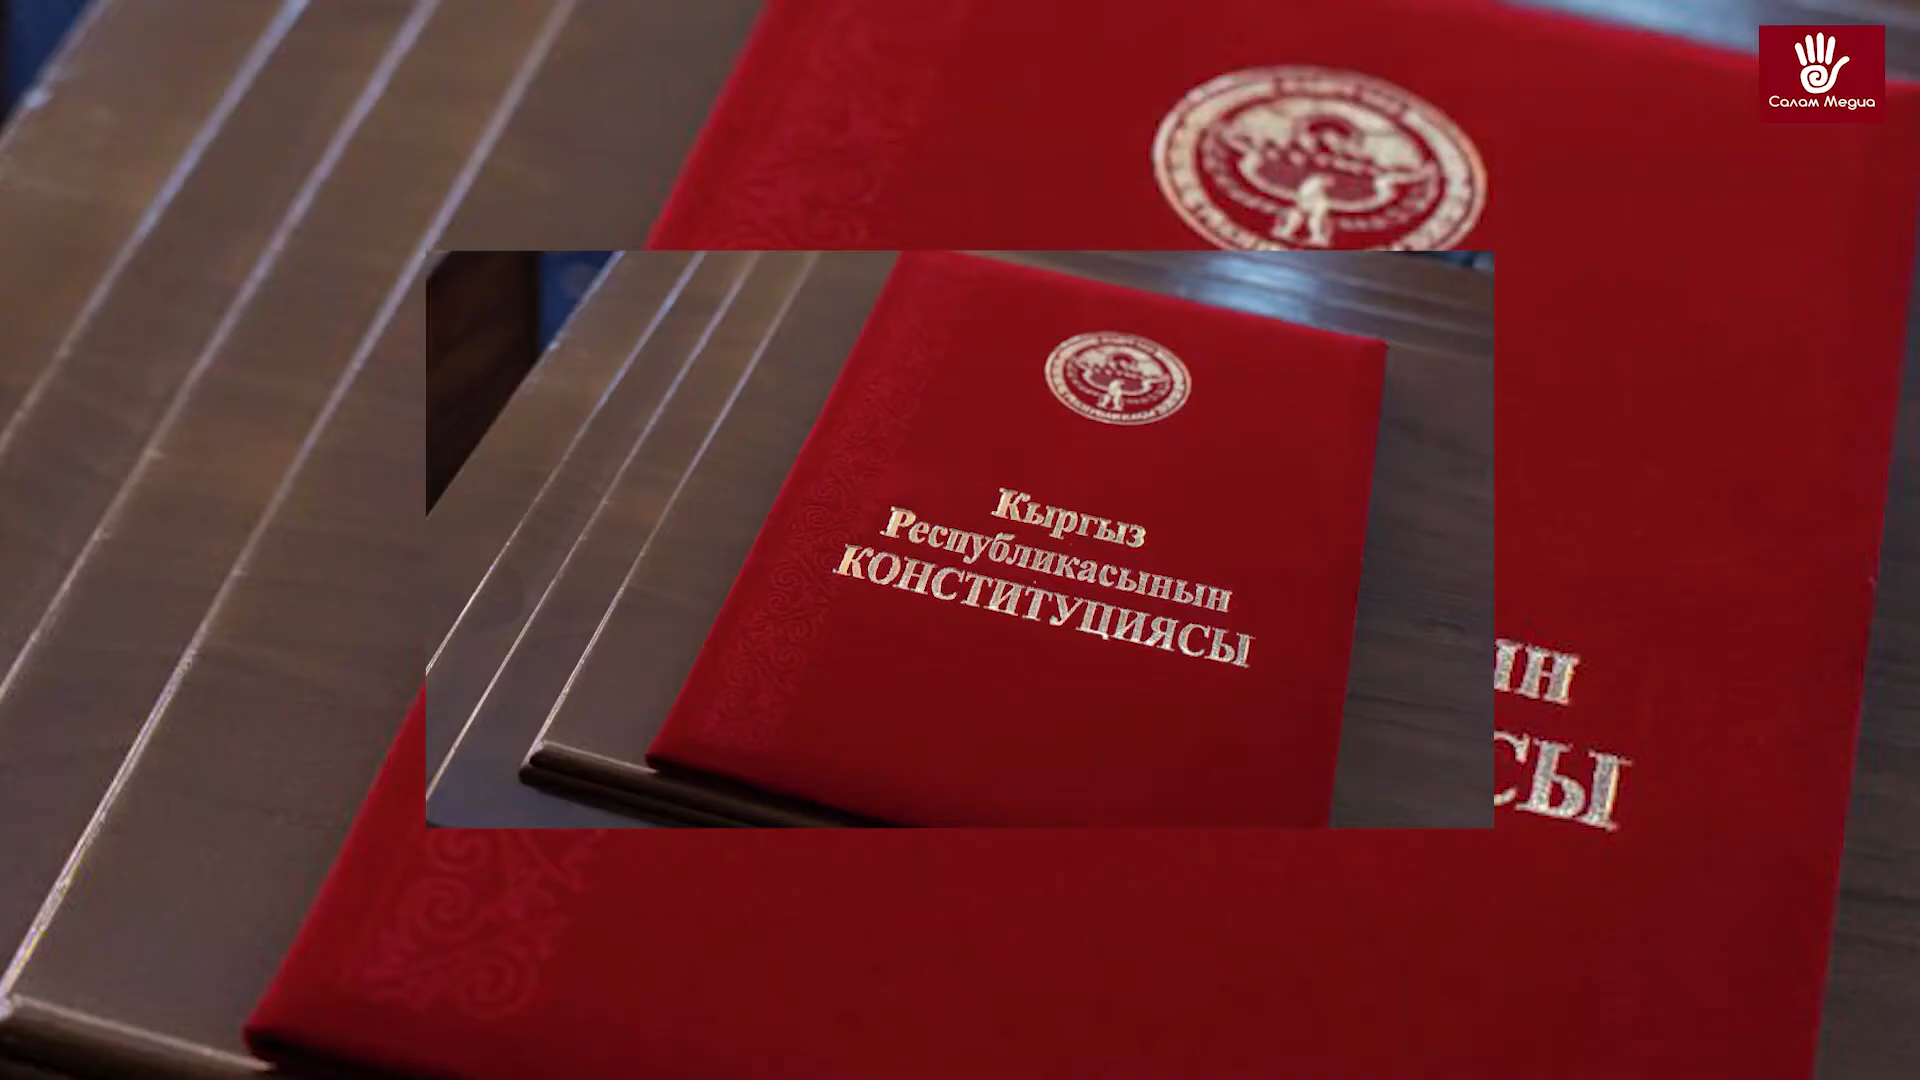 Салам Медиа
Кыргыз
Республикасынын
КОНСТИТУЦИЯСЫ
ын
СЫ